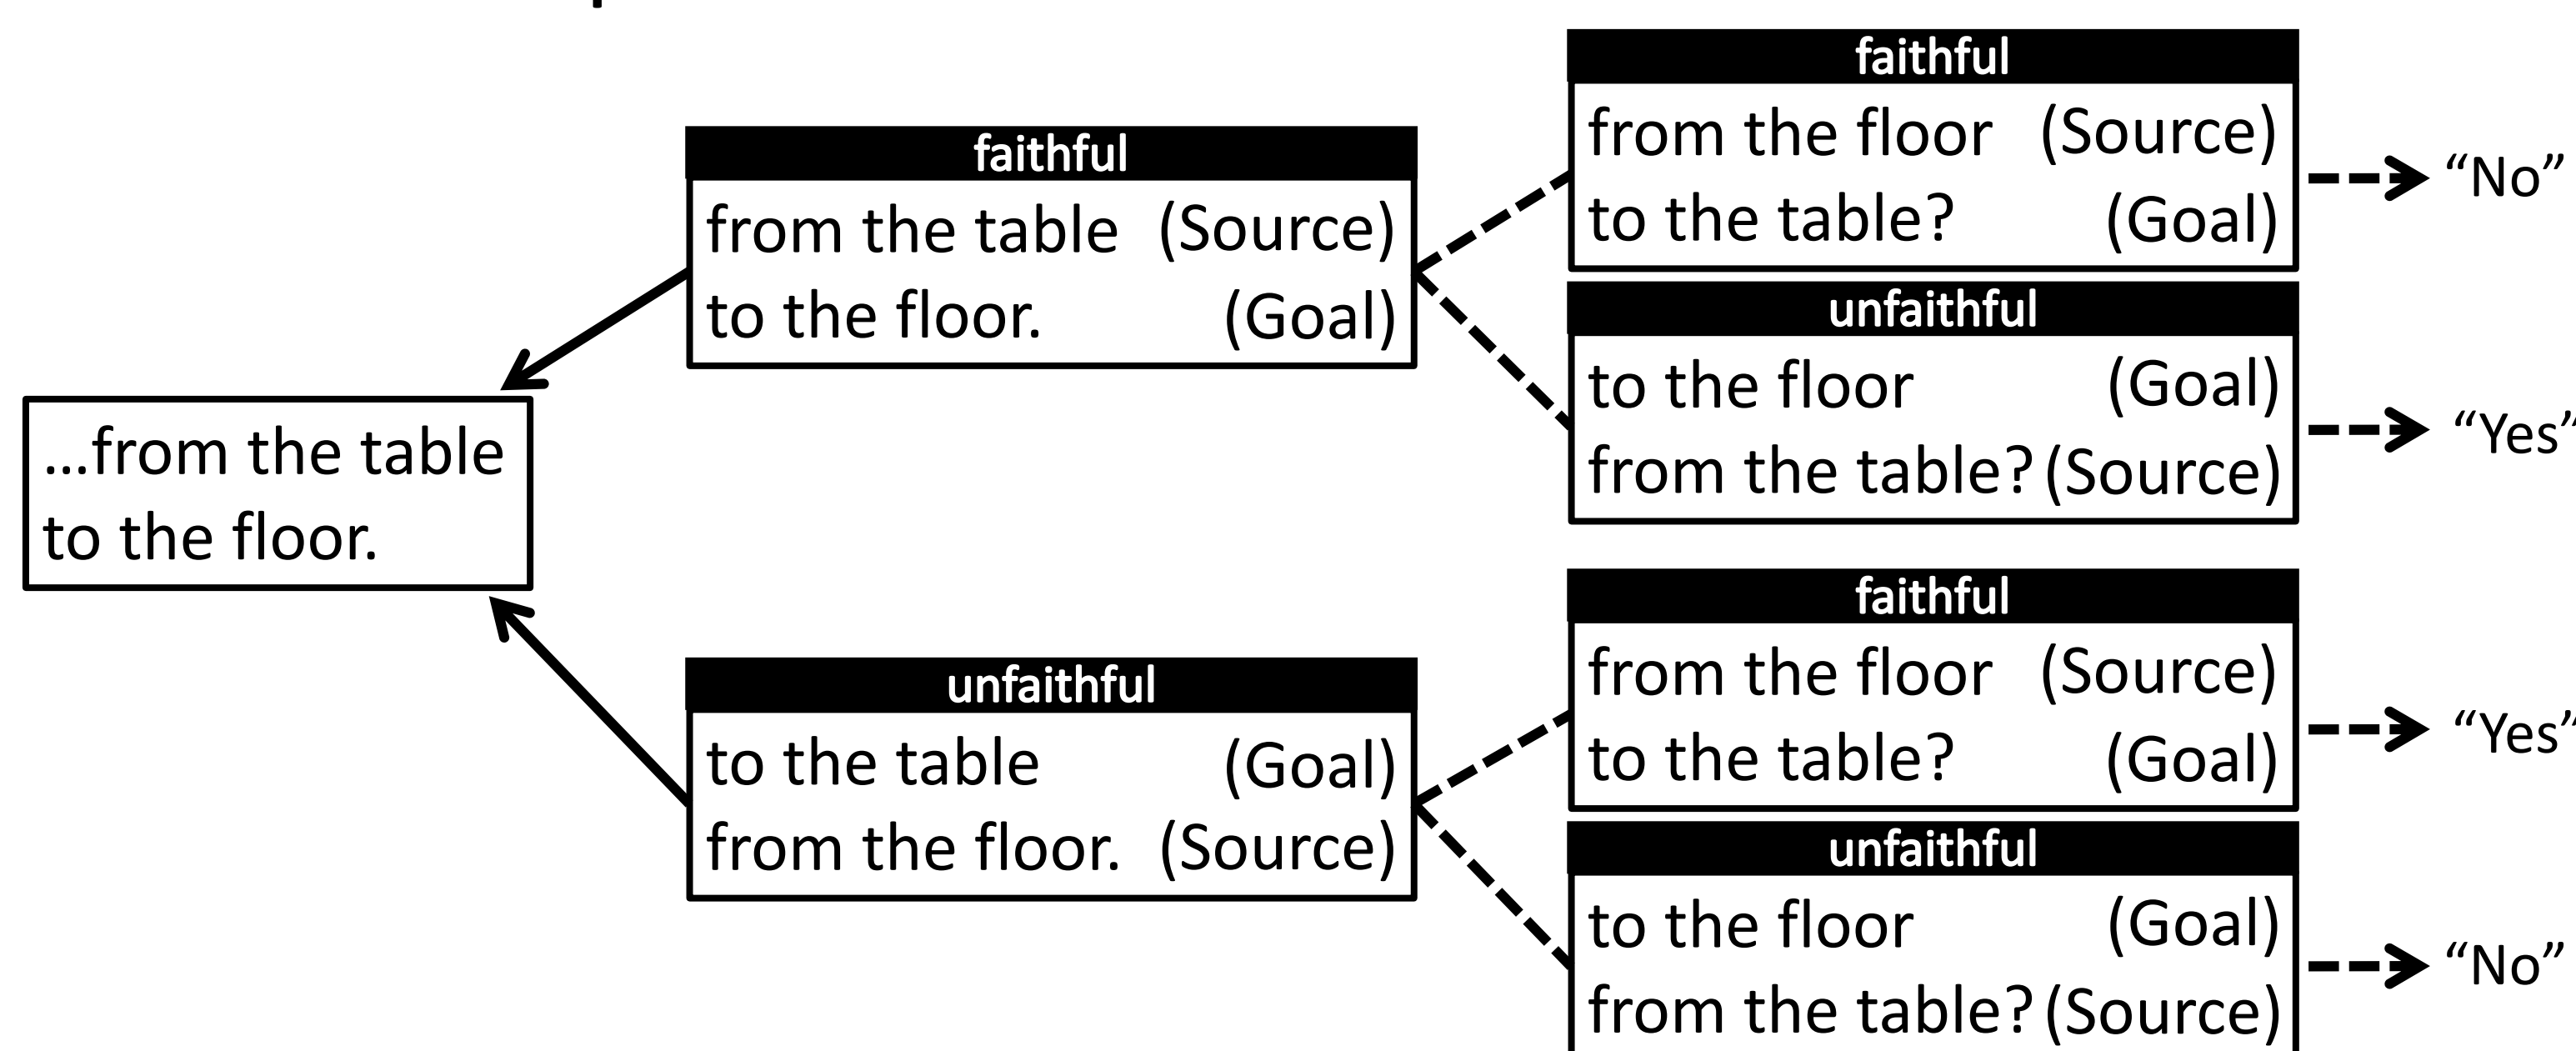 …from the table
to the floor.
faithful
from the table (Source)
to the floor. (Goal)
unfaithful
to the table (Goal)
from the floor. (Source)
faithful
from the floor (Source)
to the table? (Goal)
“No”
unfaithful
to the floor (Goal)
from the table? (Source)
“Yes”
faithful
from the floor (Source)
to the table? (Goal)
“Yes”
unfaithful
to the floor (Goal)
from the table? (Source)
“No”